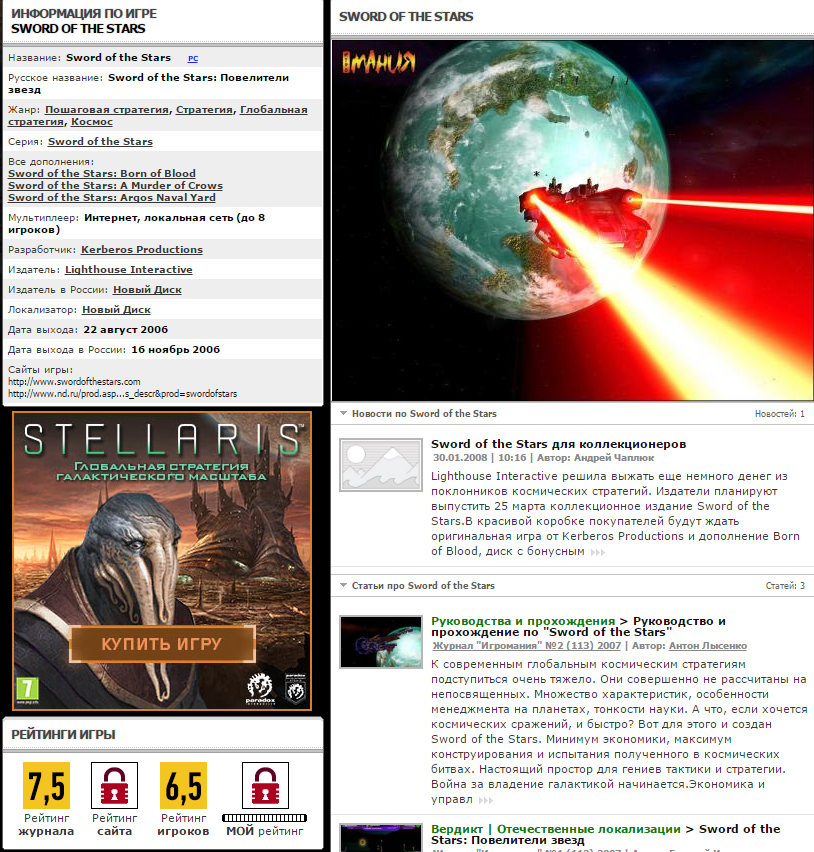 ИНФОРМАЦИЯ ПО ИГРЕ
SWORD OF THE STARS
Название: Sword of the Stars PC
Русское название: Sword of the Stars: Повелители
звезд
Жанр: Пошаговая стратегия, Стратегия, Глобальная
стратегия, Космос
Серия: Sword of the Stars
Все дополнения:
Sword of the Stars: Born of Blood
Sword of the Stars: A Murder of Crows
Sword of the Stars: Argos Naval Yard
Мультиплеер: Интернет, локальная сеть (до 8
игроков)
Разработчик: Kerberos Productions
Издатель: Lighthouse Interactive
Издатель в России: Новый Диск
Локализатор: Новый Диск
Дата выхода: 22 август 2006
Дата выхода в России: 16 ноябрь 2006
Сайты игры:
http://www.swordofthestars.com
http://www.nd.ru/prod.asp...s_descr&prod=swordofstars
STELLARIS™
ГЛОБАЛЬНАЯ СТРАТЕГИЯ
ГАЛАКТИЧЕСКОГО МАСШТАБА
КУПИТЬ ИГРУ
7
paradox
РЕЙТИНГИ ИГРЫ
7,5
6,5
Рейтинг журнала
Рейтинг сайта
Рейтинг игроков
МОЙ рейтинг
SWORD OF THE STARS
МАНИЯ
Новости по Sword of the Stars Новостей: 1
Sword of the Stars для коллекционеров
30.01.2008 | 10:16 | Автор: Андрей Чаплюк
Lighthouse Interactive решила выжать еще немного денег из
поклонников космических стратегий. Издатели планируют
выпустить 25 марта коллекционное издание Sword of the
Stars.В красивой коробке покупателей будут ждать
оригинальная игра от Kerberos Productions и дополнение Born
of Blood, диск с бонусным
Статьи про Sword of the Stars Статей: 3
Руководства и прохождения > Руководство и
прохождение по "Sword of the Stars"
Журнал "Игромания" №2 (113) 2007 | Автор: Антон Лысенко
К современным глобальным космическим стратегиям
подступиться очень тяжело. Они совершенно не рассчитаны на
непосвященных. Множество характеристик, особенности
менеджмента на планетах, тонкости науки. А что, если хочется
космических сражений, и быстро? Вот для этого и создан
Sword of the Stars. Минимум экономики, максимум
конструирования и испытания полученного в космических
битвах. Настоящий простор для гениев тактики и стратегии.
Война за владение галактикой начинается.Экономика и
управл
Вердикт | Отечественные локализации > Sword of the
Stars: Повелители звезд